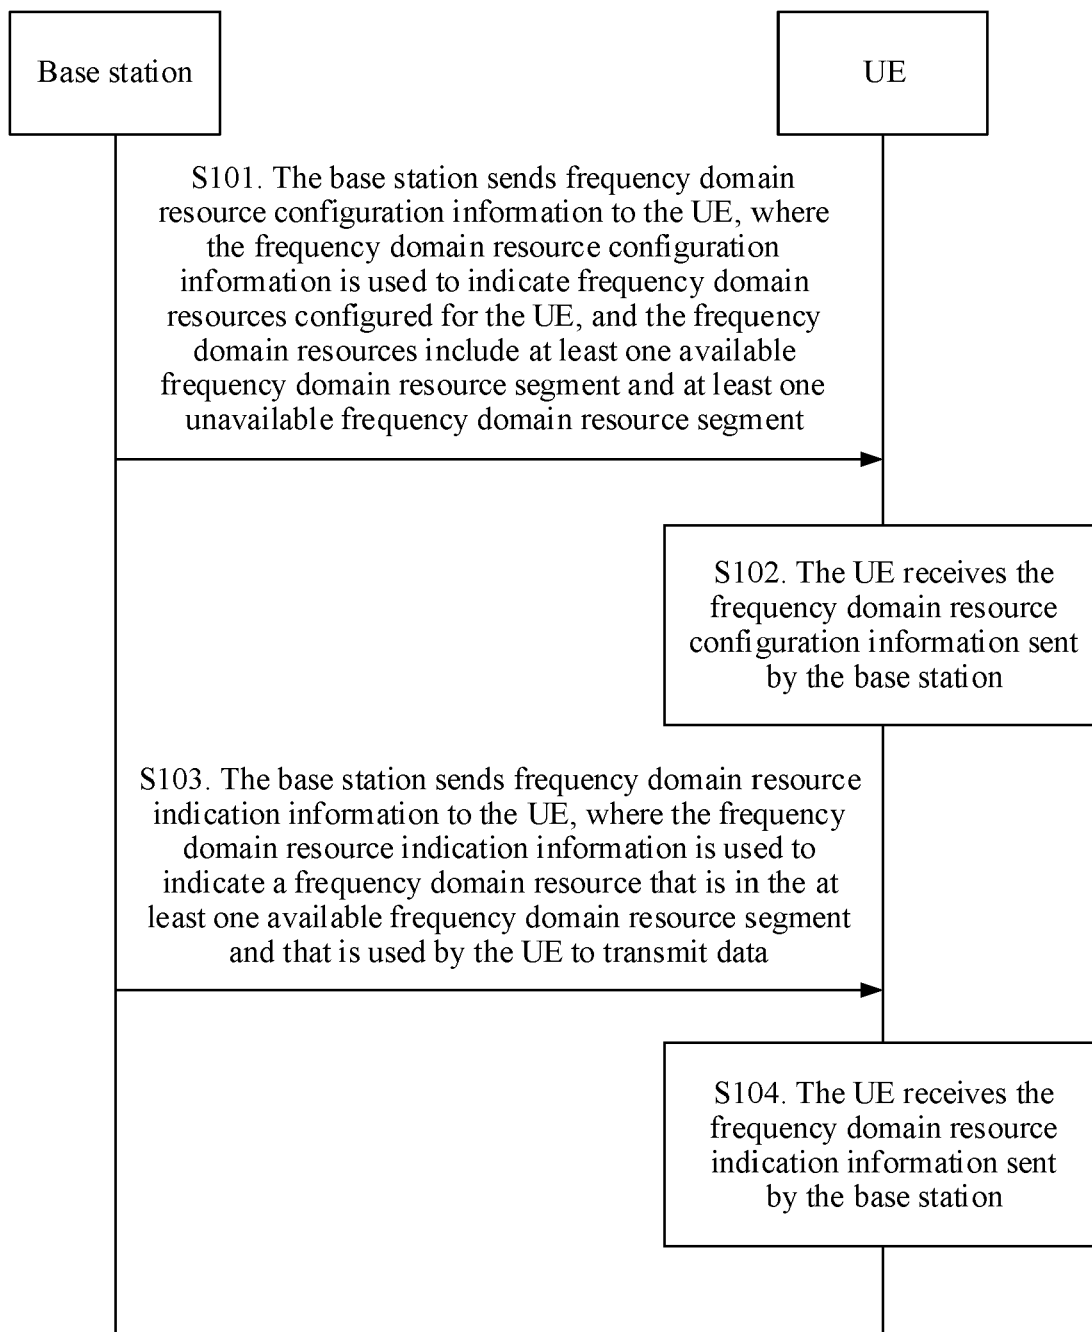 Base station
UE
S101. The base station sends frequency domain
resource configuration information to the UE, where
the frequency domain resource configuration
information is used to indicate frequency domain
resources configured for the UE, and the frequency
domain resources include at least one available
frequency domain resource segment and at least one
unavailable frequency domain resource segment
S102. The UE receives the
frequency domain resource
configuration information sent
by the base station
S103. The base station sends frequency domain resource
indication information to the UE, where the frequency
domain resource indication information is used to
indicate a frequency domain resource that is in the at
least one available frequency domain resource segment
and that is used by the UE to transmit data
S104. The UE receives the
frequency domain resource
indication information sent
by the base station